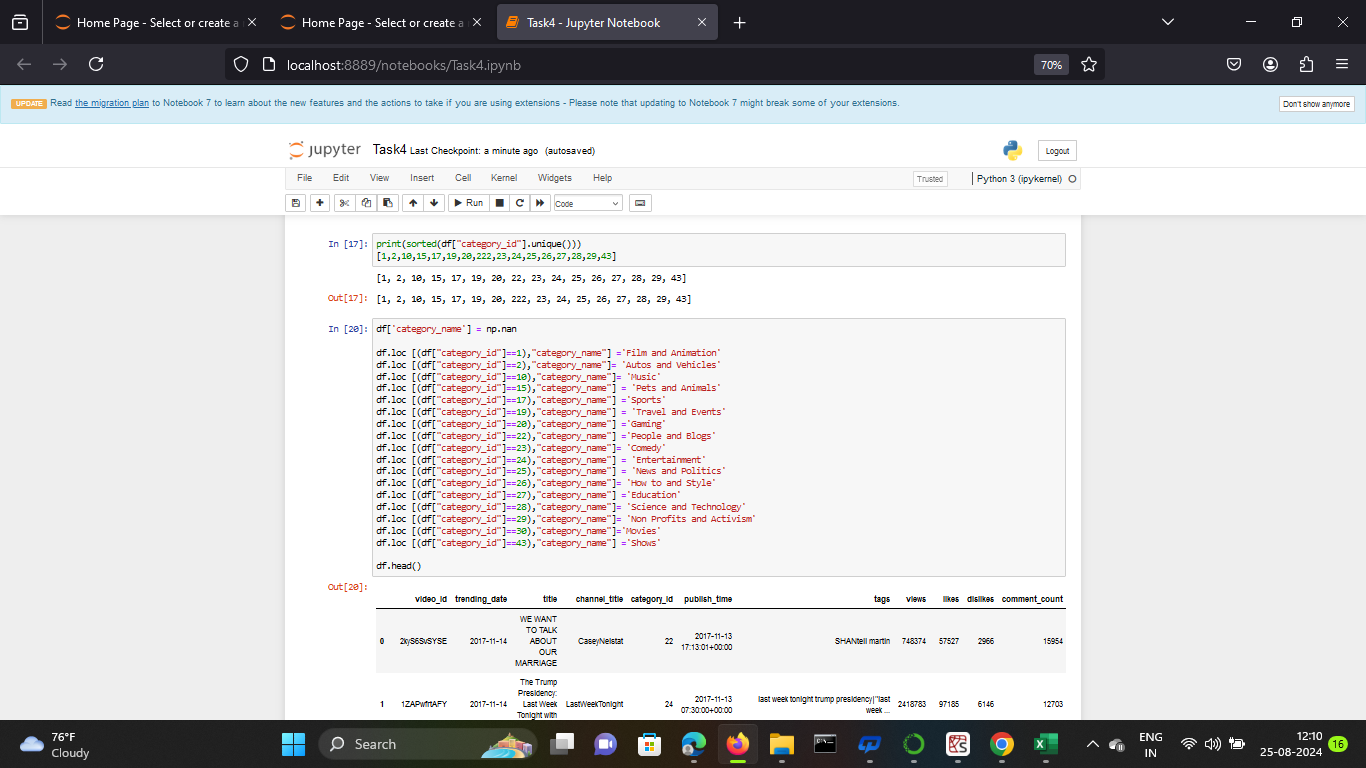 Home Page - Select or create a
Home Page - Select or create a
Task4 - Jupyter Notebook
localhost:8889/notebooks/Task4.ipynb
70%
UPDATE Read the migration plan to Notebook 7 to learn about the new features and the actions to take if you are using extensions - Please note that updating to Notebook 7 might break some of your extensions.
Don't show anymore
jupyter Task4 Last Checkpoint: a minute ago (autosaved)
Logout
File Edit View Insert Cell Kernel Widgets Help
Trusted
Python 3 (ipykernel)
Run
Code
In [17]: print(sorted(df["category_id"].unique()))
[1,2,10,15,17,19,20,222,23,24,25,26,27,28,29,43]
[1, 2, 10, 15, 17, 19, 20, 22, 23, 24, 25, 26, 27, 28, 29, 43]
Out[17]: [1, 2, 10, 15, 17, 19, 20, 222, 23, 24, 25, 26, 27, 28, 29, 43]
In [20]: df['category_name'] = np.nan
df.loc [(df["category_id"]==1),"category_name"] ='Film and Animation'
df.loc [(df["category_id"]==2),"category_name"]= 'Autos and Vehicles'
df.loc [(df["category_id"]==10),"category_name"]= 'Music'
df.loc [(df["category_id"]==15),"category_name"] = 'Pets and Animals'
df.loc [(df["category_id"]==17),"category_name"] ='Sports'
df.loc [(df["category_id"]==19),"category_name"] = 'Travel and Events'
df.loc [(df["category_id"]==20),"category_name"] ='Gaming'
df.loc [(df["category_id"]==22),"category_name"] ='People and Blogs'
df.loc [(df["category_id"]==23),"category_name"]= 'Comedy'
df.loc [(df["category_id"]==24),"category_name"] = 'Entertainment'
df.loc [(df["category_id"]==25),"category_name"] = 'News and Politics'
df.loc [(df["category_id"]==26),"category_name"]= 'How to and Style'
df.loc [(df["category_id"]==27),"category_name"] ='Education'
df.loc [(df["category_id"]==28),"category_name"]= 'Science and Technology'
df.loc [(df["category_id"]==29),"category_name"]= 'Non Profits and Activism'
df.loc [(df["category_id"]==30),"category_name"]='Movies'
df.loc [(df["category_id"]==43),"category_name"] ='Shows'
df.head()
Out[20]:
video_id trending_date title channel_title category_id publish_time tags views likes dislikes comment_count
WE WANT
TO TALK
0 2kyS6SvSYSE 2017-11-14 ABOUT CaseyNeistat 22 2017-11-13 17:13:01+00:00 SHANtell martin 748374 57527 2966 15954
OUR
MARRIAGE
The Trump
Presidency:
1 1ZAPwfrtAFY 2017-11-14 Last Week LastWeekTonight 24 2017-11-13 07:30:00+00:00 last week tonight trump presidency|"last week ... 2418783 97185 6146 12703
Tonight with
76°F
Cloudy
Search
ENG
IN
12:10
25-08-2024
16